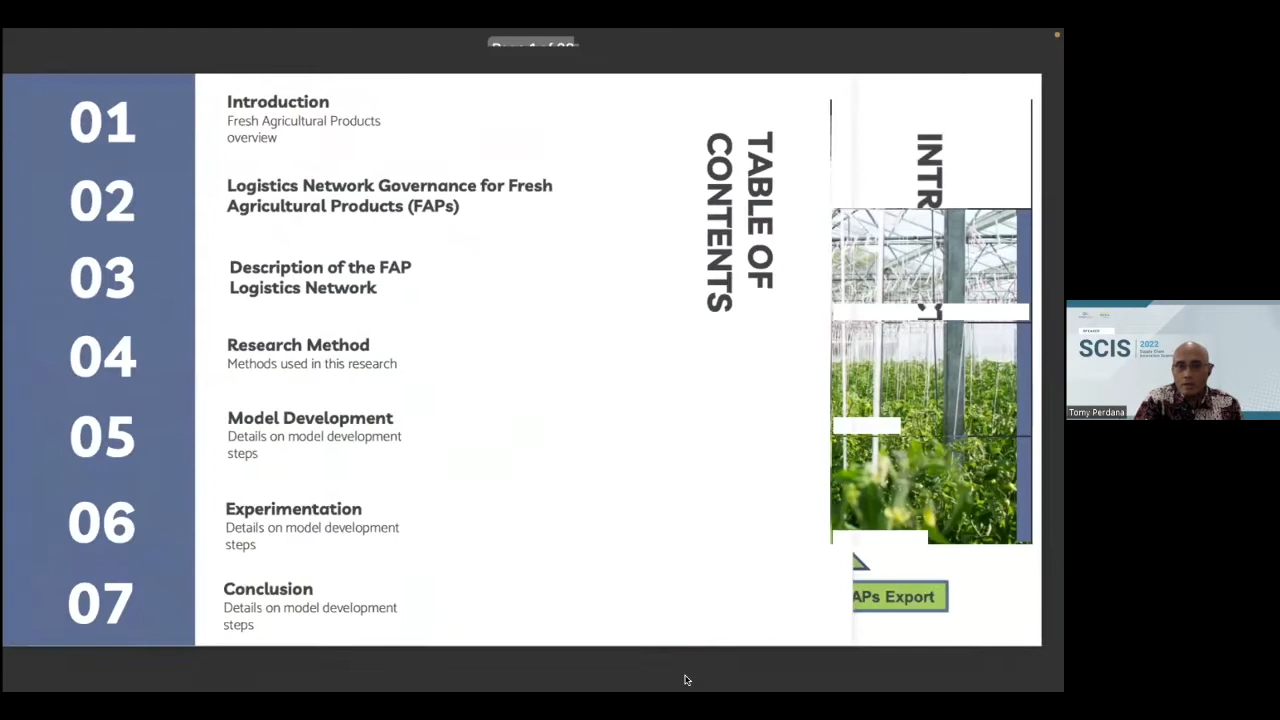 01
Introduction
Fresh Agricultural Products
overview
02
Logistics Network Governance for Fresh
Agricultural Products (FAPs)
03
Description of the FAP
Logistics Network
04
Research Method
Methods used in this research
05
Model Development
Details on model development
steps
06
Experimentation
Details on model development
steps
07
Conclusion
Details on model development
steps
TABLE OF
CONTENTS
INTR
APs Export
SCIS
2022
Tomy Perdana